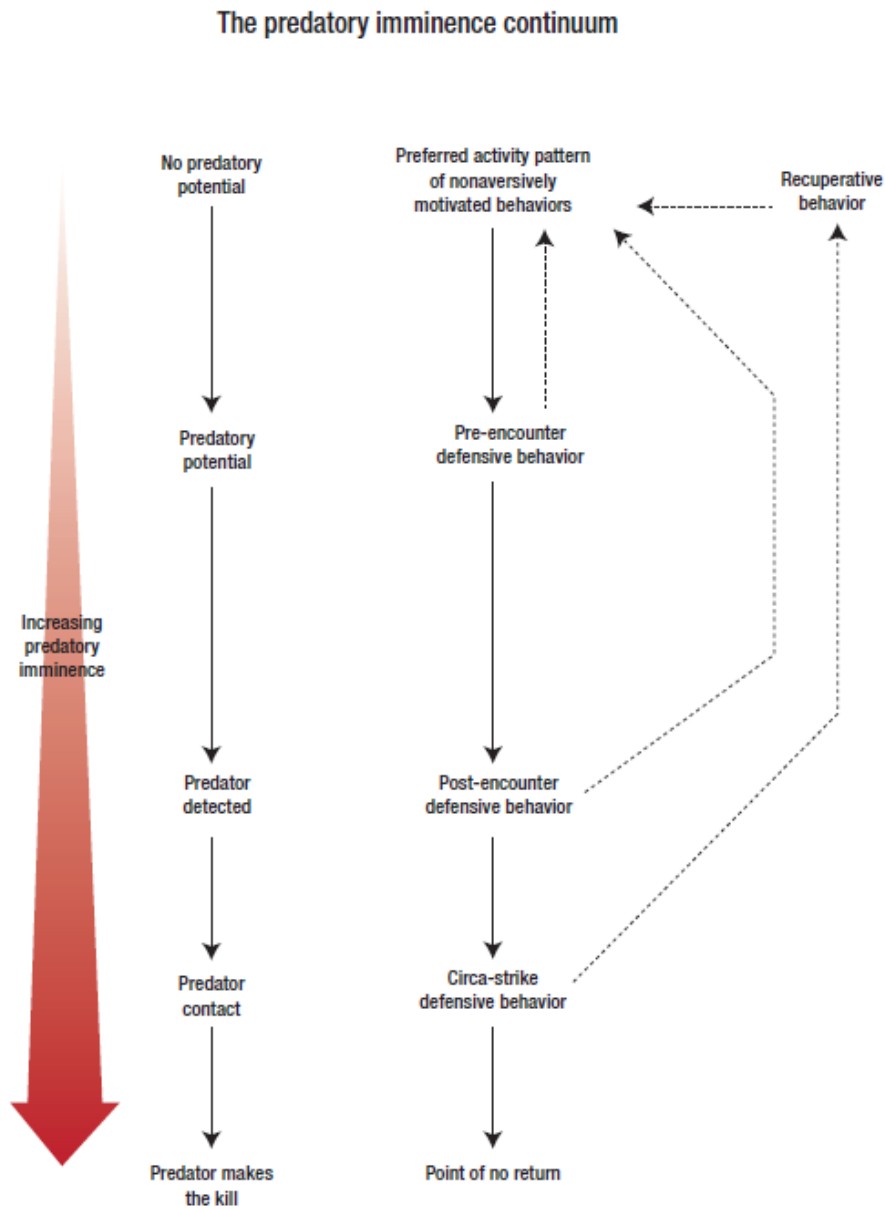 The predatory imminence continuum
No predatory
potential
Preferred activity pattern
of nonaversively
motivated behaviors
Recuperative
behavior
Predatory
potential
Pre-encounter
defensive behavior
Increasing
predatory
imminence
Predator
detected
Post-encounter
defensive behavior
Predator
contact
Circa-strike
defensive behavior
Predator makes
the kill
Point of no return